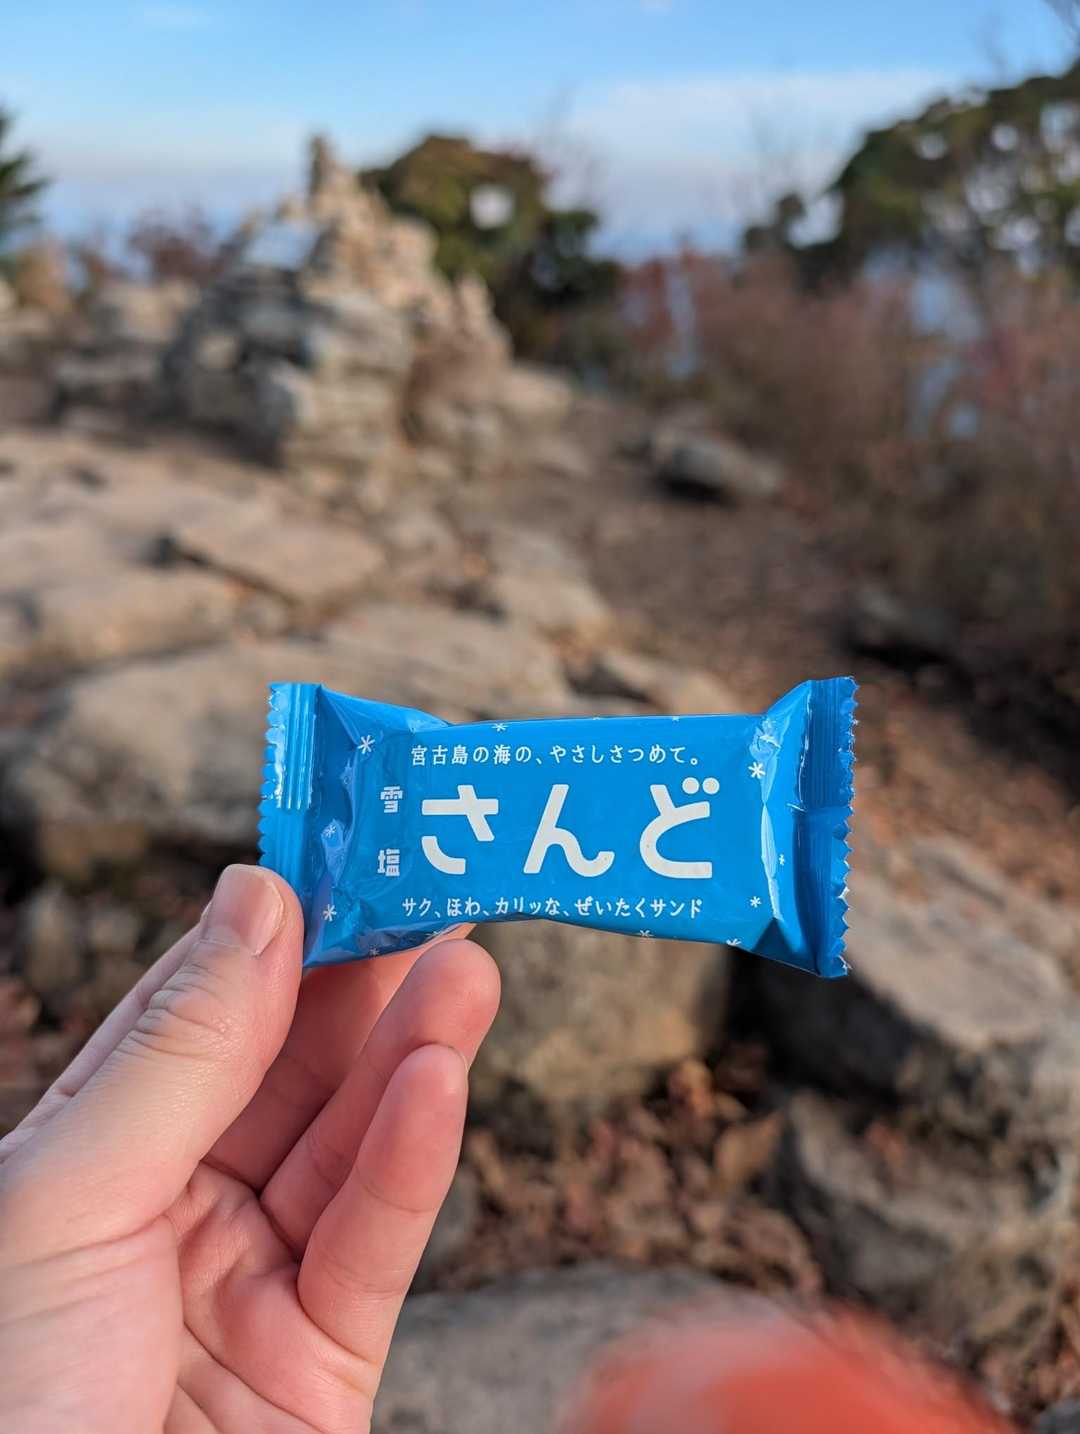 宮古島の海の、やさしさつめて。
雪塩
さんど
サク、ほわ、カリッな、ぜいたくサンド